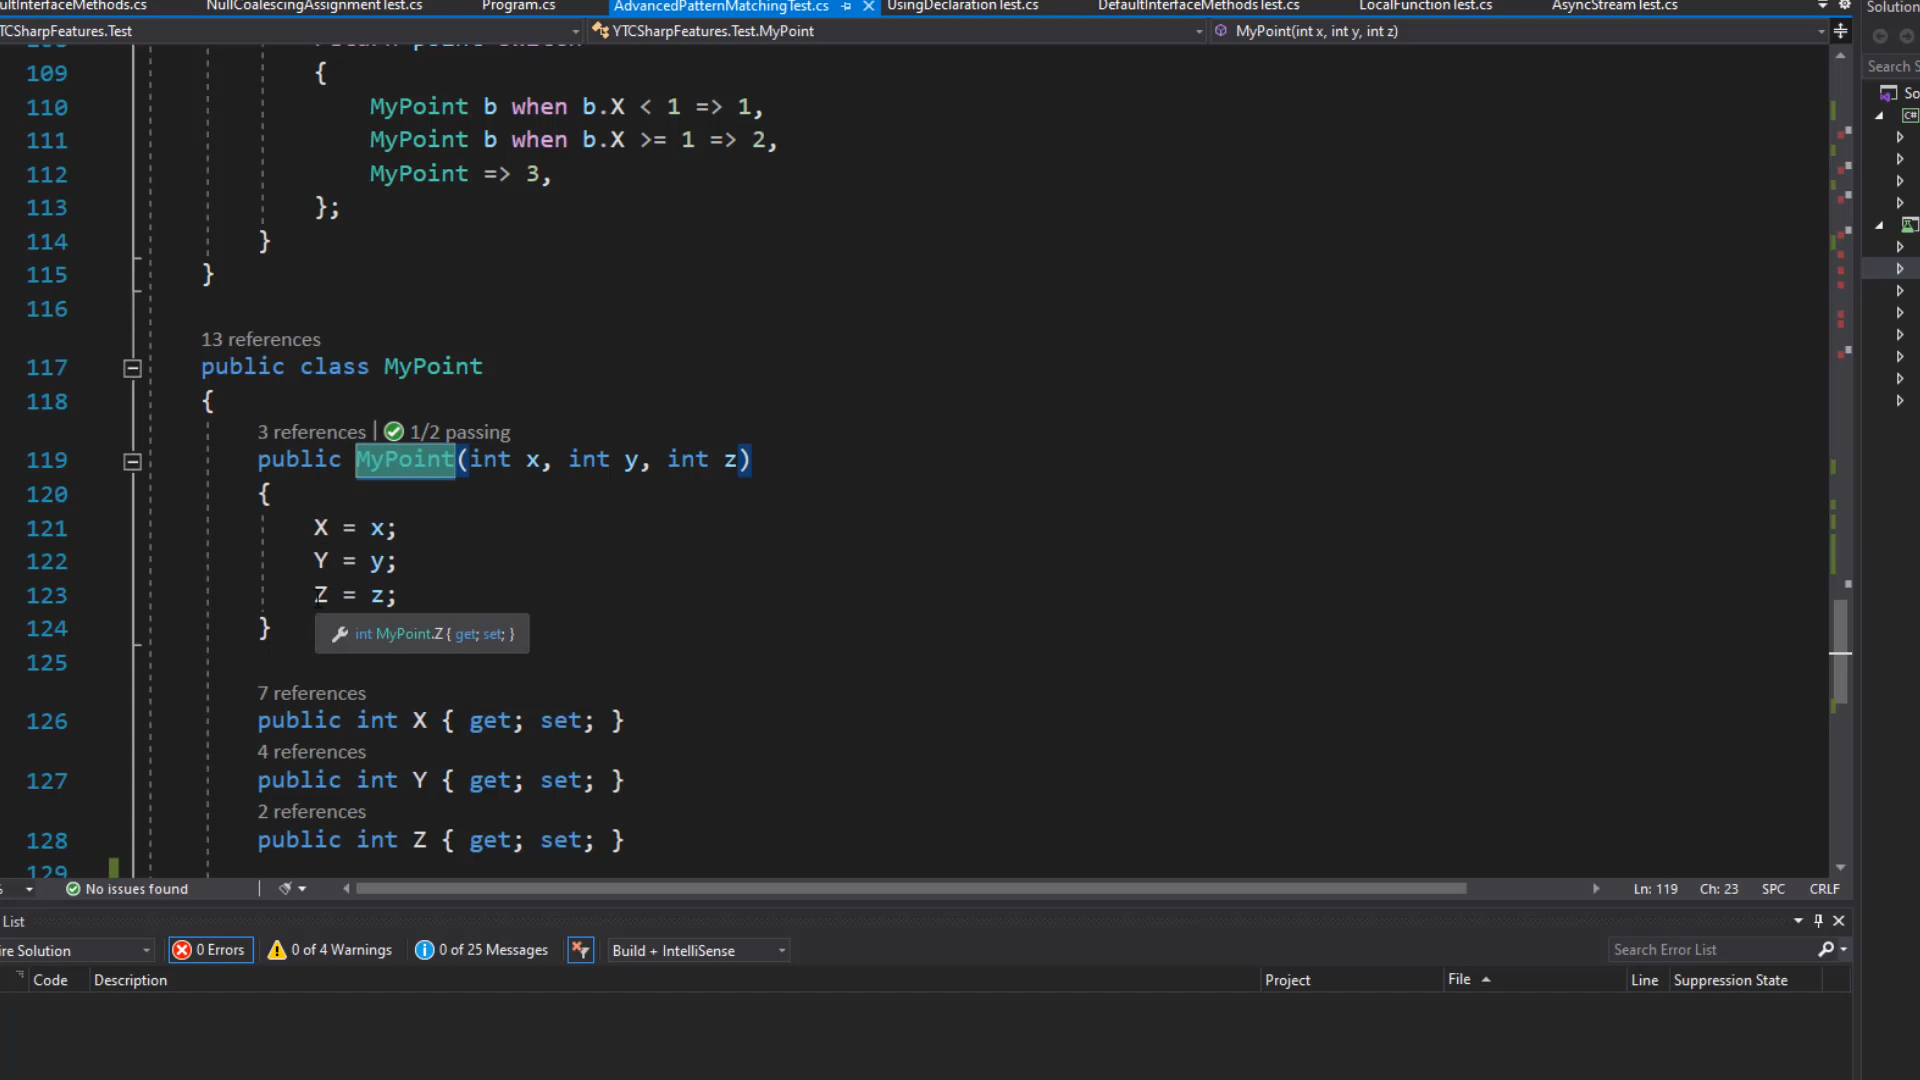 ultInterfaceMethods.cs NullCoalescingAssignmentTest.cs Program.cs AdvancedPatternMatchingTest.cs UsingDeclarationTest.cs DefaultInterfaceMethodsTest.cs LocalFunctionTest.cs AsyncStreamTest.cs Solution
TCSharpFeatures.Test YTCSharpFeatures.Test.MyPoint MyPoint(int x, int y, int z)
Search S
So
109 {
110 MyPoint b when b.X < 1 => 1,
111 MyPoint b when b.X >= 1 => 2,
112 MyPoint => 3,
113 };
114 }
115 }
116
13 references
117 public class MyPoint
118 {
3 references | 1/2 passing
119 public MyPoint(int x, int y, int z)
120 {
121 X = x;
122 Y = y;
123 Z = z;
124 }
int MyPoint.Z { get; set; }
125
7 references
126 public int X { get; set; }
4 references
127 public int Y { get; set; }
2 references
128 public int Z { get; set; }
129
No issues found Ln: 119 Ch: 23 SPC CRLF
List
re Solution 0 Errors 0 of 4 Warnings 0 of 25 Messages Build + IntelliSense Search Error List
Code Description Project File Line Suppression State